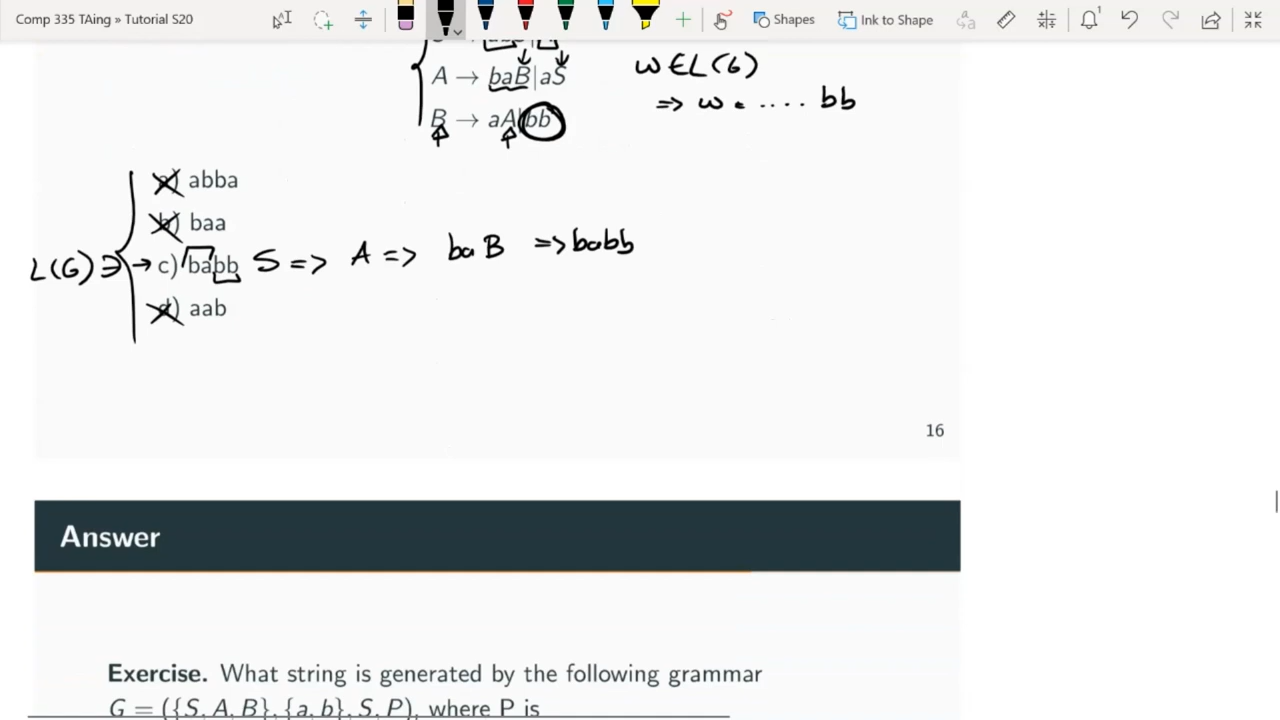 Comp 335 TAing » Tutorial S20
Shapes
Ink to Shape
A → baB|aS
w ∈ L(G)
B → aA|bb
⇒ w = .... bb
a) abba
b) baa
L(G) ∋ → c) babb S => A => baB => babb
d) aab
16
Answer
Exercise. What string is generated by the following grammar
G = ({S, A, B}, {a, b}, S, P), where P is